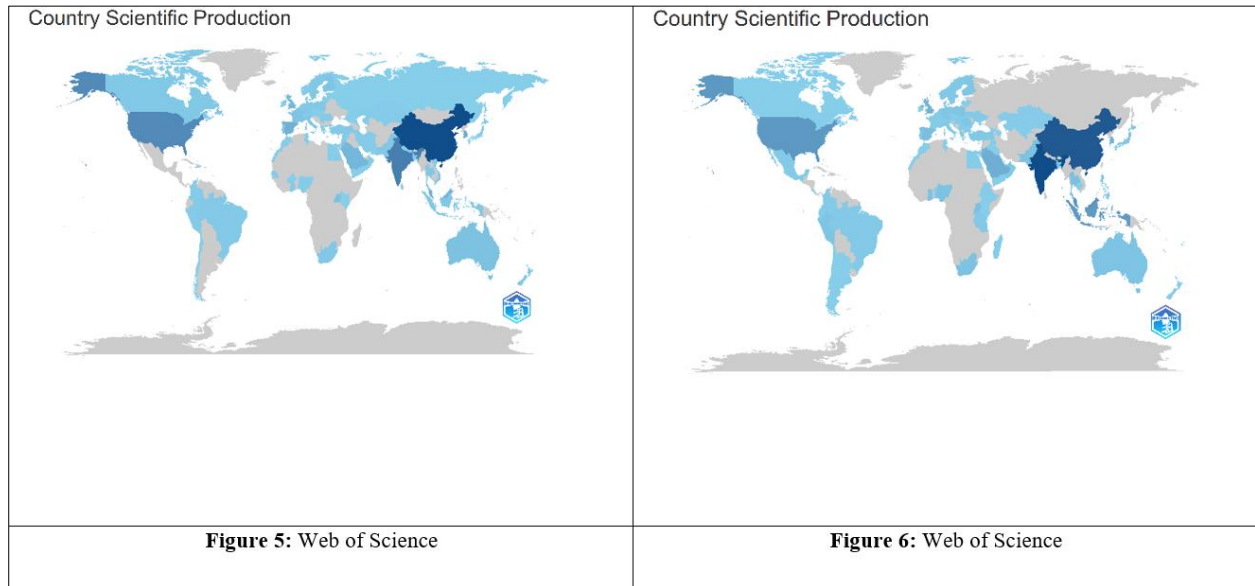 Country Scientific Production
Country Scientific Production
Figure 5: Web of Science
Figure 6: Web of Science